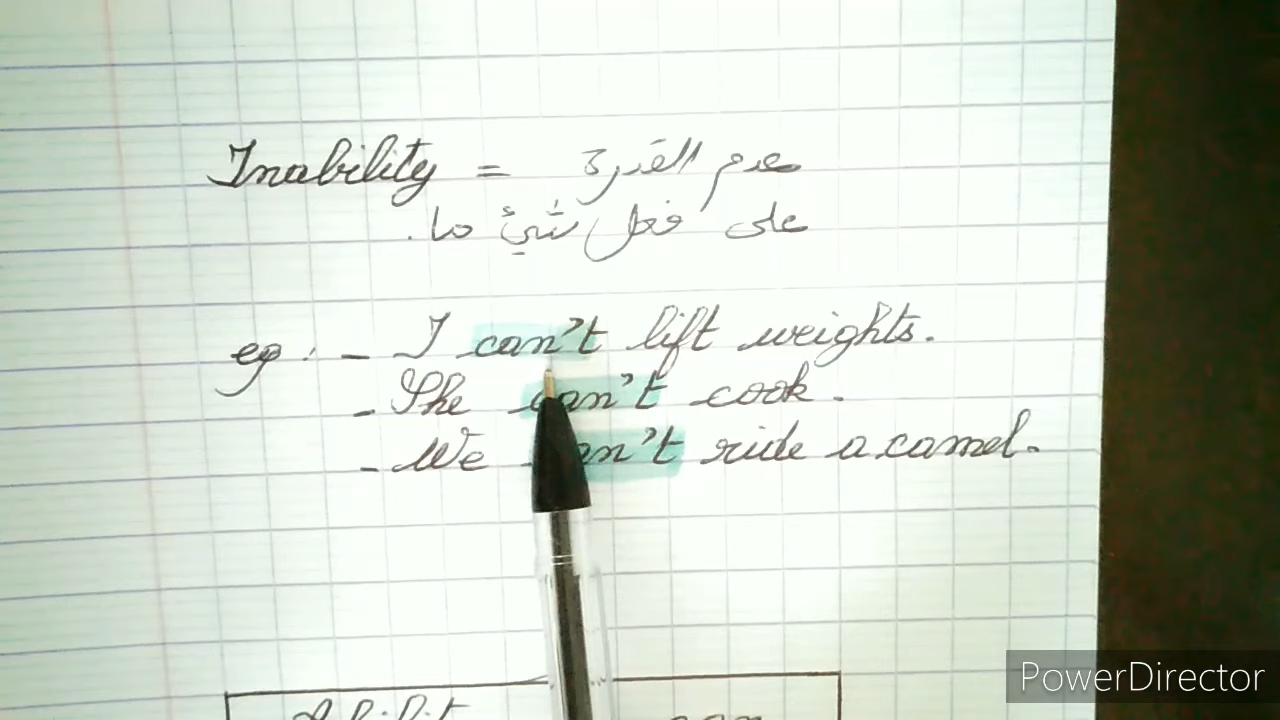 Inability = عدم القدرة
على فعل شيئ ما.
eg : - I can't lift weights.
- She can't cook.
- We can't ride a camel.
can
PowerDirector